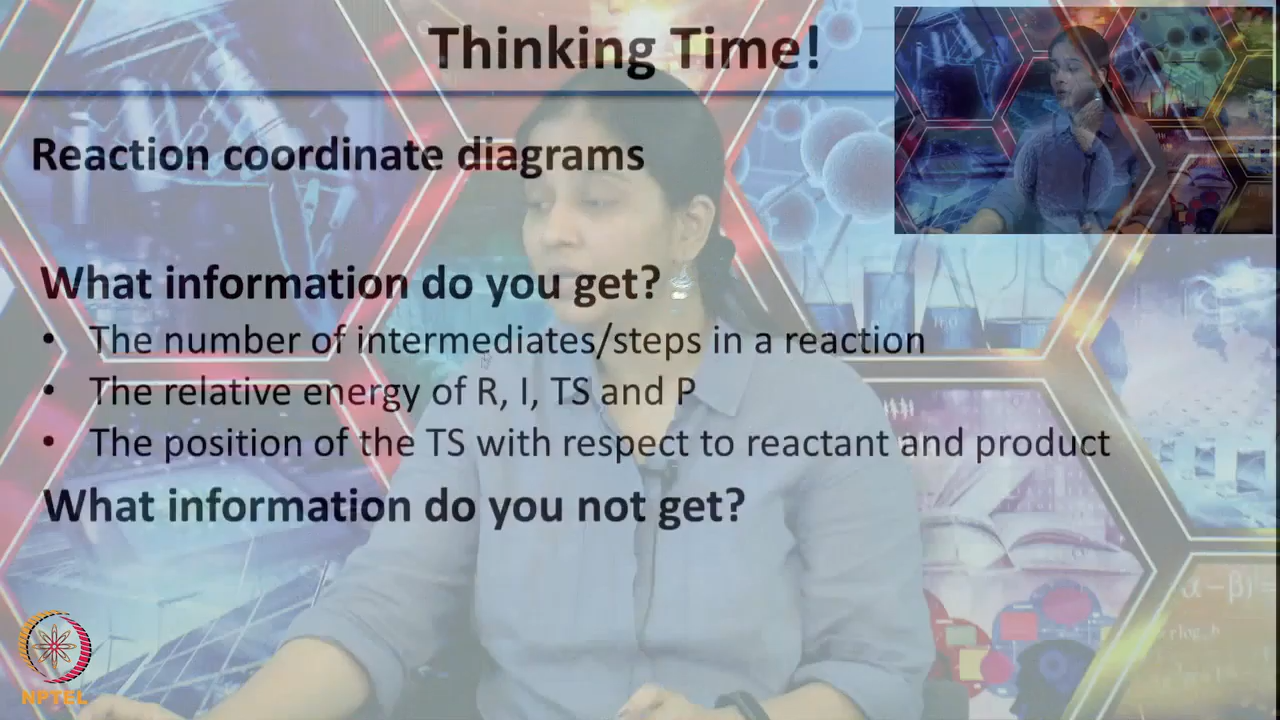 Thinking Time!
Reaction coordinate diagrams
What information do you get?
• The number of intermediates/steps in a reaction
• The relative energy of R, I, TS and P
• The position of the TS with respect to reactant and product
What information do you not get?
α-β)
NPTEL